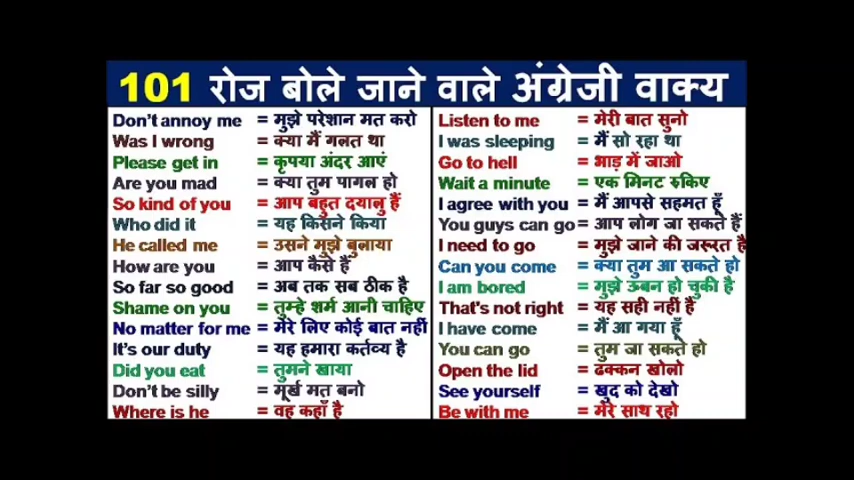 101 रोज बोले जाने वाले अंग्रेजी वाक्य
Don't annoy me = मुझे परेशान मत करो
Was I wrong = क्या मैं गलत था
Please get in = कृपया अंदर आएं
Are you mad = क्या तुम पागल हो
So kind of you = आप बहुत दयालु हैं
Who did it = यह किसने किया
He called me = उसने मुझे बुलाया
How are you = आप कैसे हैं
So far so good = अब तक सब ठीक है
Shame on you = तुम्हे शर्म आनी चाहिए
No matter for me = मेरे लिए कोई बात नहीं
It's our duty = यह हमारा कर्तव्य है
Did you eat = तुमने खाया
Don't be silly = मूर्ख मत बनो
Where is he = वह कहाँ है
Listen to me = मेरी बात सुनो
I was sleeping = मैं सो रहा था
Go to hell = भाड़ में जाओ
Wait a minute = एक मिनट रुकिए
I agree with you = मैं आपसे सहमत हूँ
You guys can go = आप लोग जा सकते हैं
I need to go = मुझे जाने की जरूरत है
Can you come = क्या तुम आ सकते हो
I am bored = मुझे ऊबन हो चुकी है
That's not right = यह सही नहीं है
I have come = मैं आ गया हूँ
You can go = तुम जा सकते हो
Open the lid = ढक्कन खोलो
See yourself = खुद को देखो
Be with me = मेरे साथ रहो